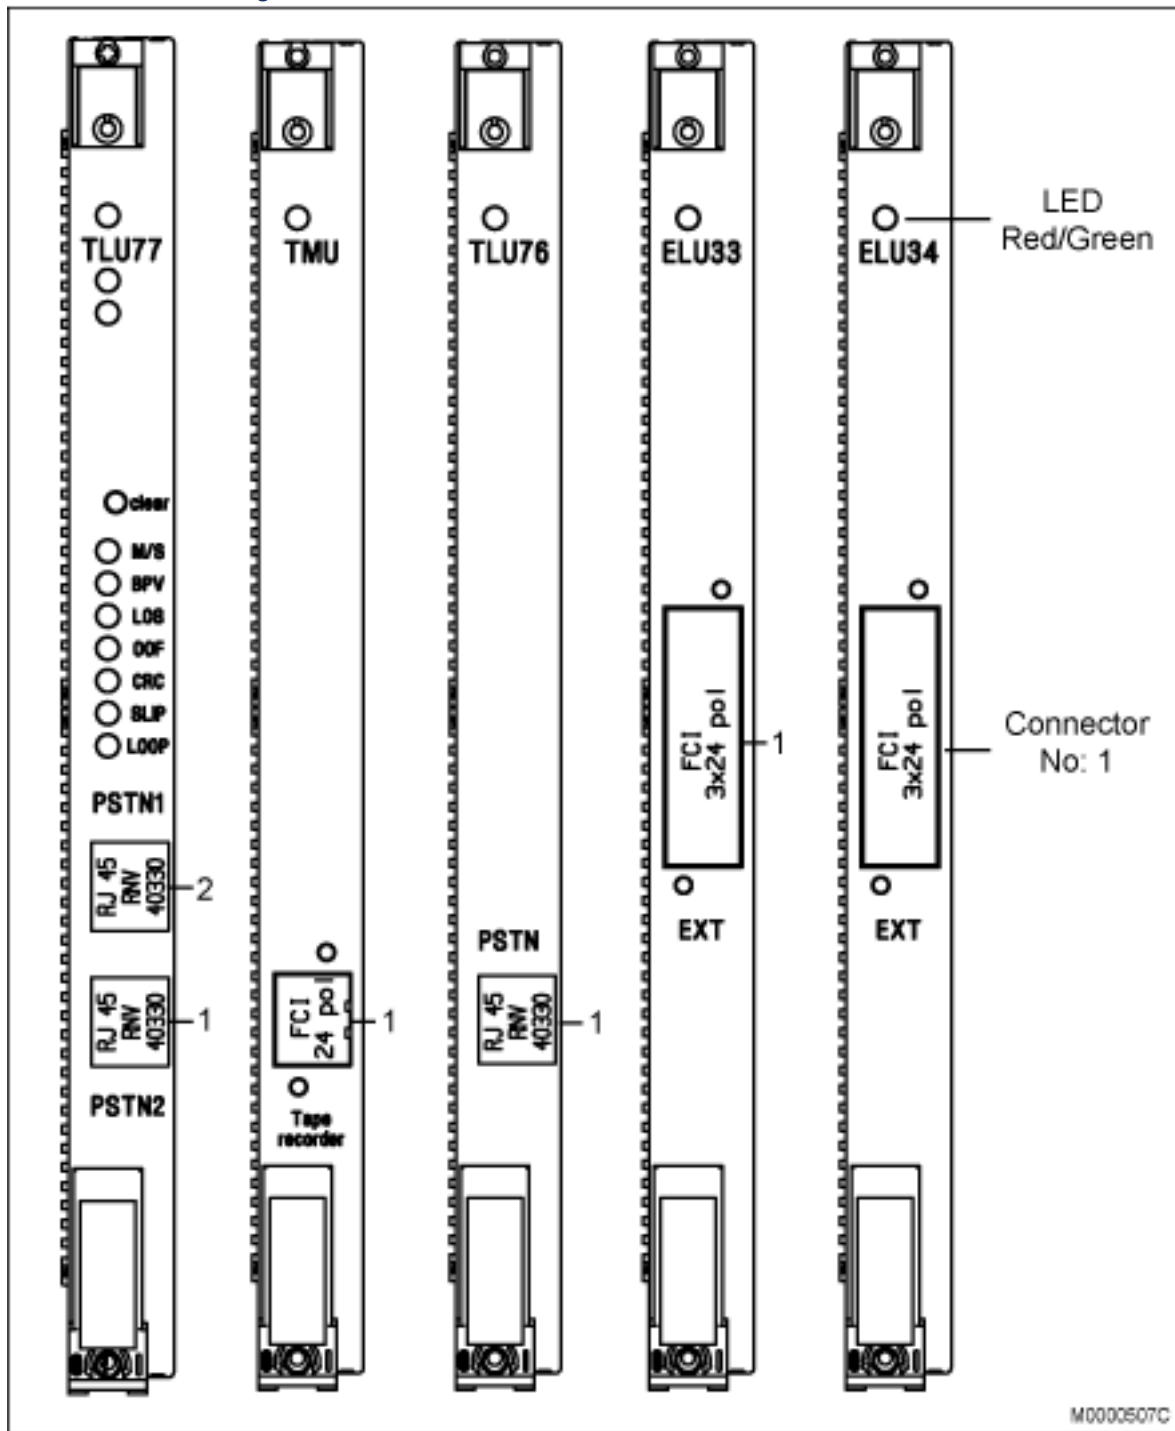 TLU77
TMU
TLU76
ELU33
ELU34
LED
Red/Green
clear
M/S
BPV
LOS
OOF
CRC
SLIP
LOOP
PSTN1
RJ 45
RNV
40330
2
RJ 45
RNV
40330
1
PSTN2
FCI
24 pol
1
Tape
recorder
PSTN
RJ 45
RNV
40330
1
FCI
3x24 pol
1
EXT
FCI
3x24 pol
Connector
No: 1
EXT
M0000507C